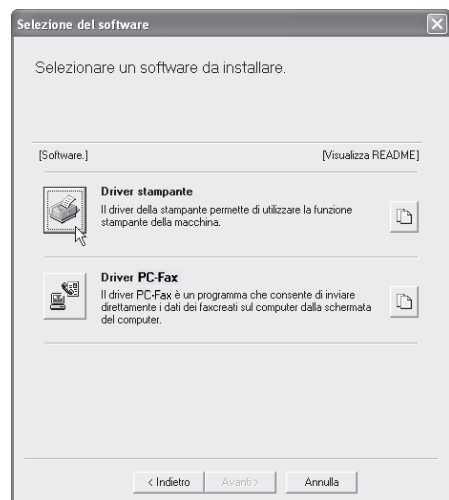 Selezione del software
Selezionare un software da installare.
[Software.] [Visualizza README]
Driver stampante
Il driver della stampante permette di utilizzare la funzione
stampante della macchina.
Driver PC-Fax
Il driver PC-Fax è un programma che consente di inviare
direttamente i dati dei faxcreati sul computer dalla schermata
del computer.
< Indietro Avanti > Annulla